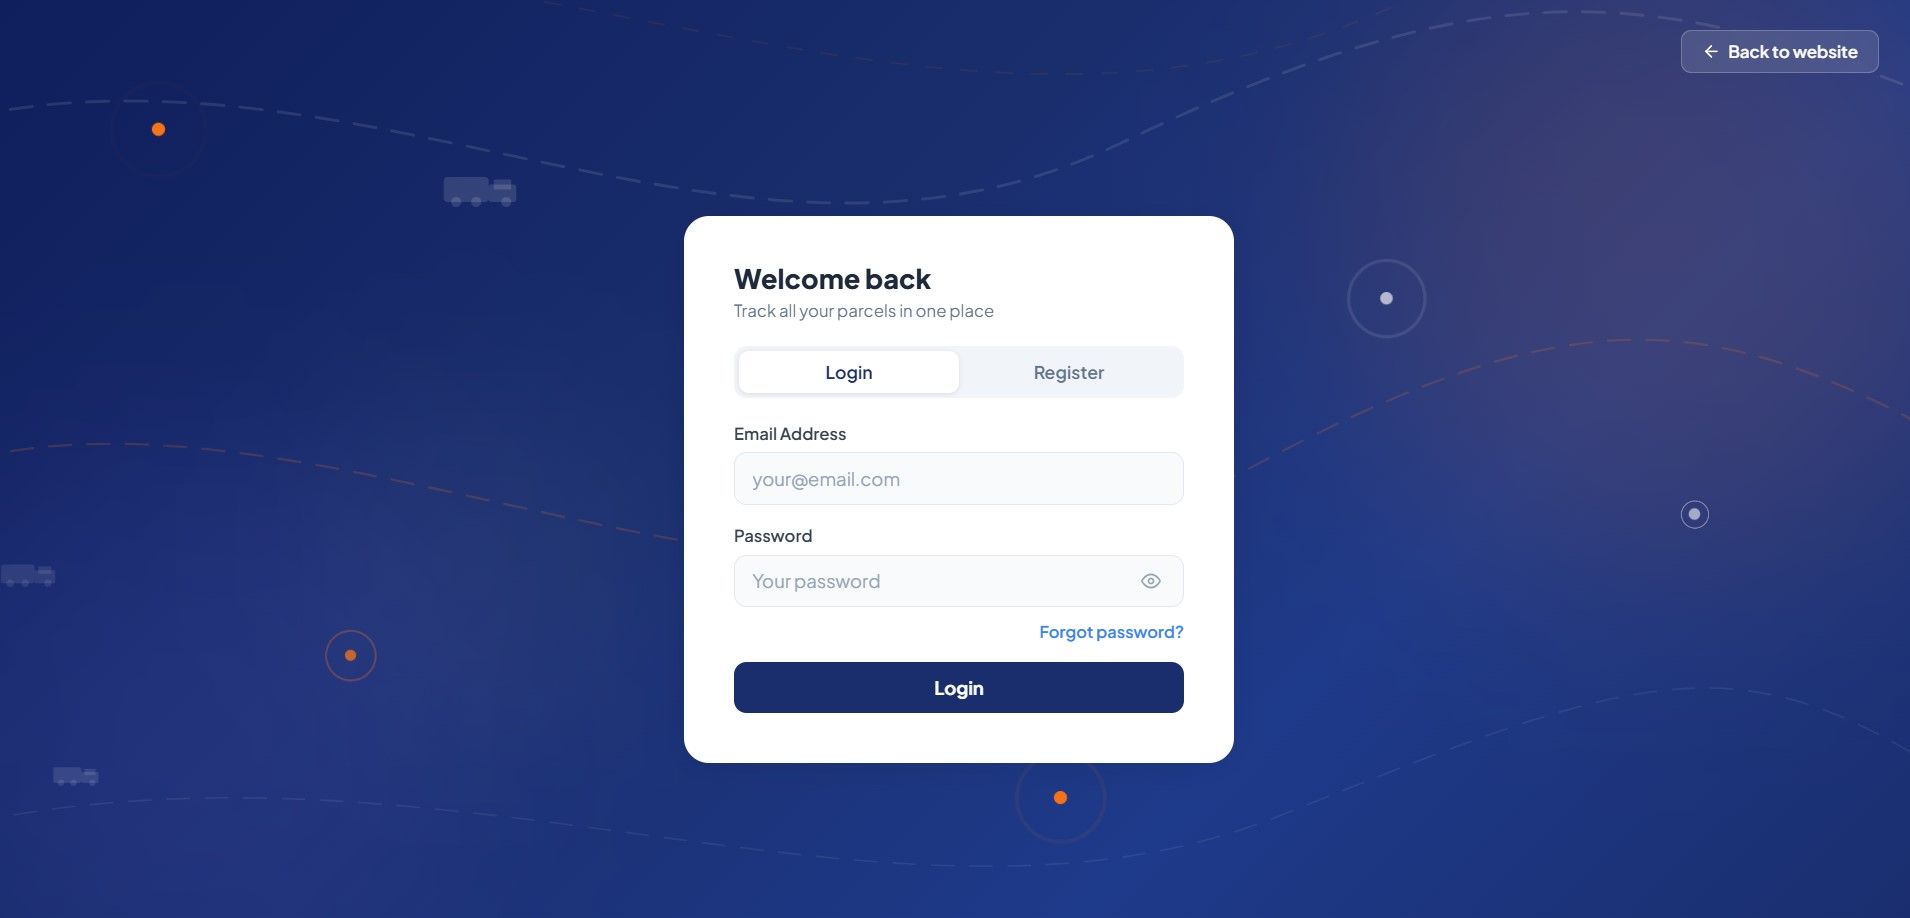 Back to website
Welcome back
Track all your parcels in one place
Login
Register
Email Address
your@email.com
Password
Your password
Forgot password?
Login